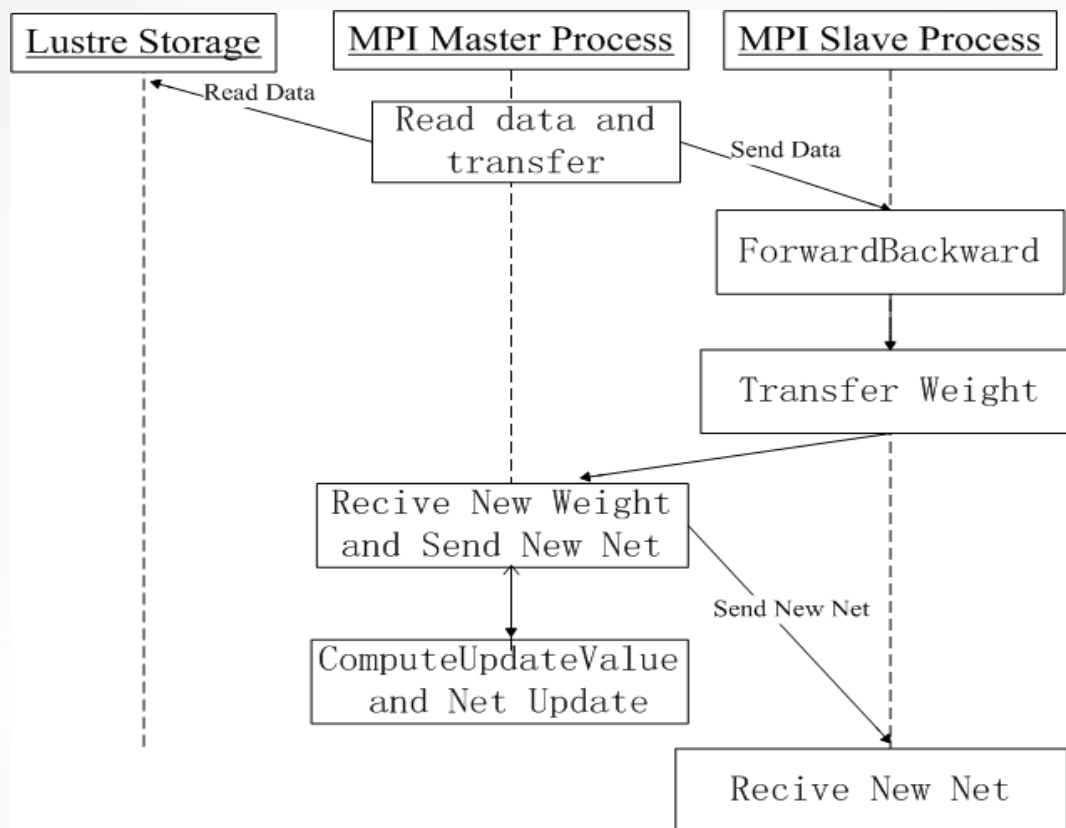 Lustre Storage
MPI Master Process
MPI Slave Process
Read Data
Read data and
transfer
Send Data
ForwardBackward
Transfer Weight
Recive New Weight
and Send New Net
Send New Net
ComputeUpdateValue
and Net Update
Recive New Net